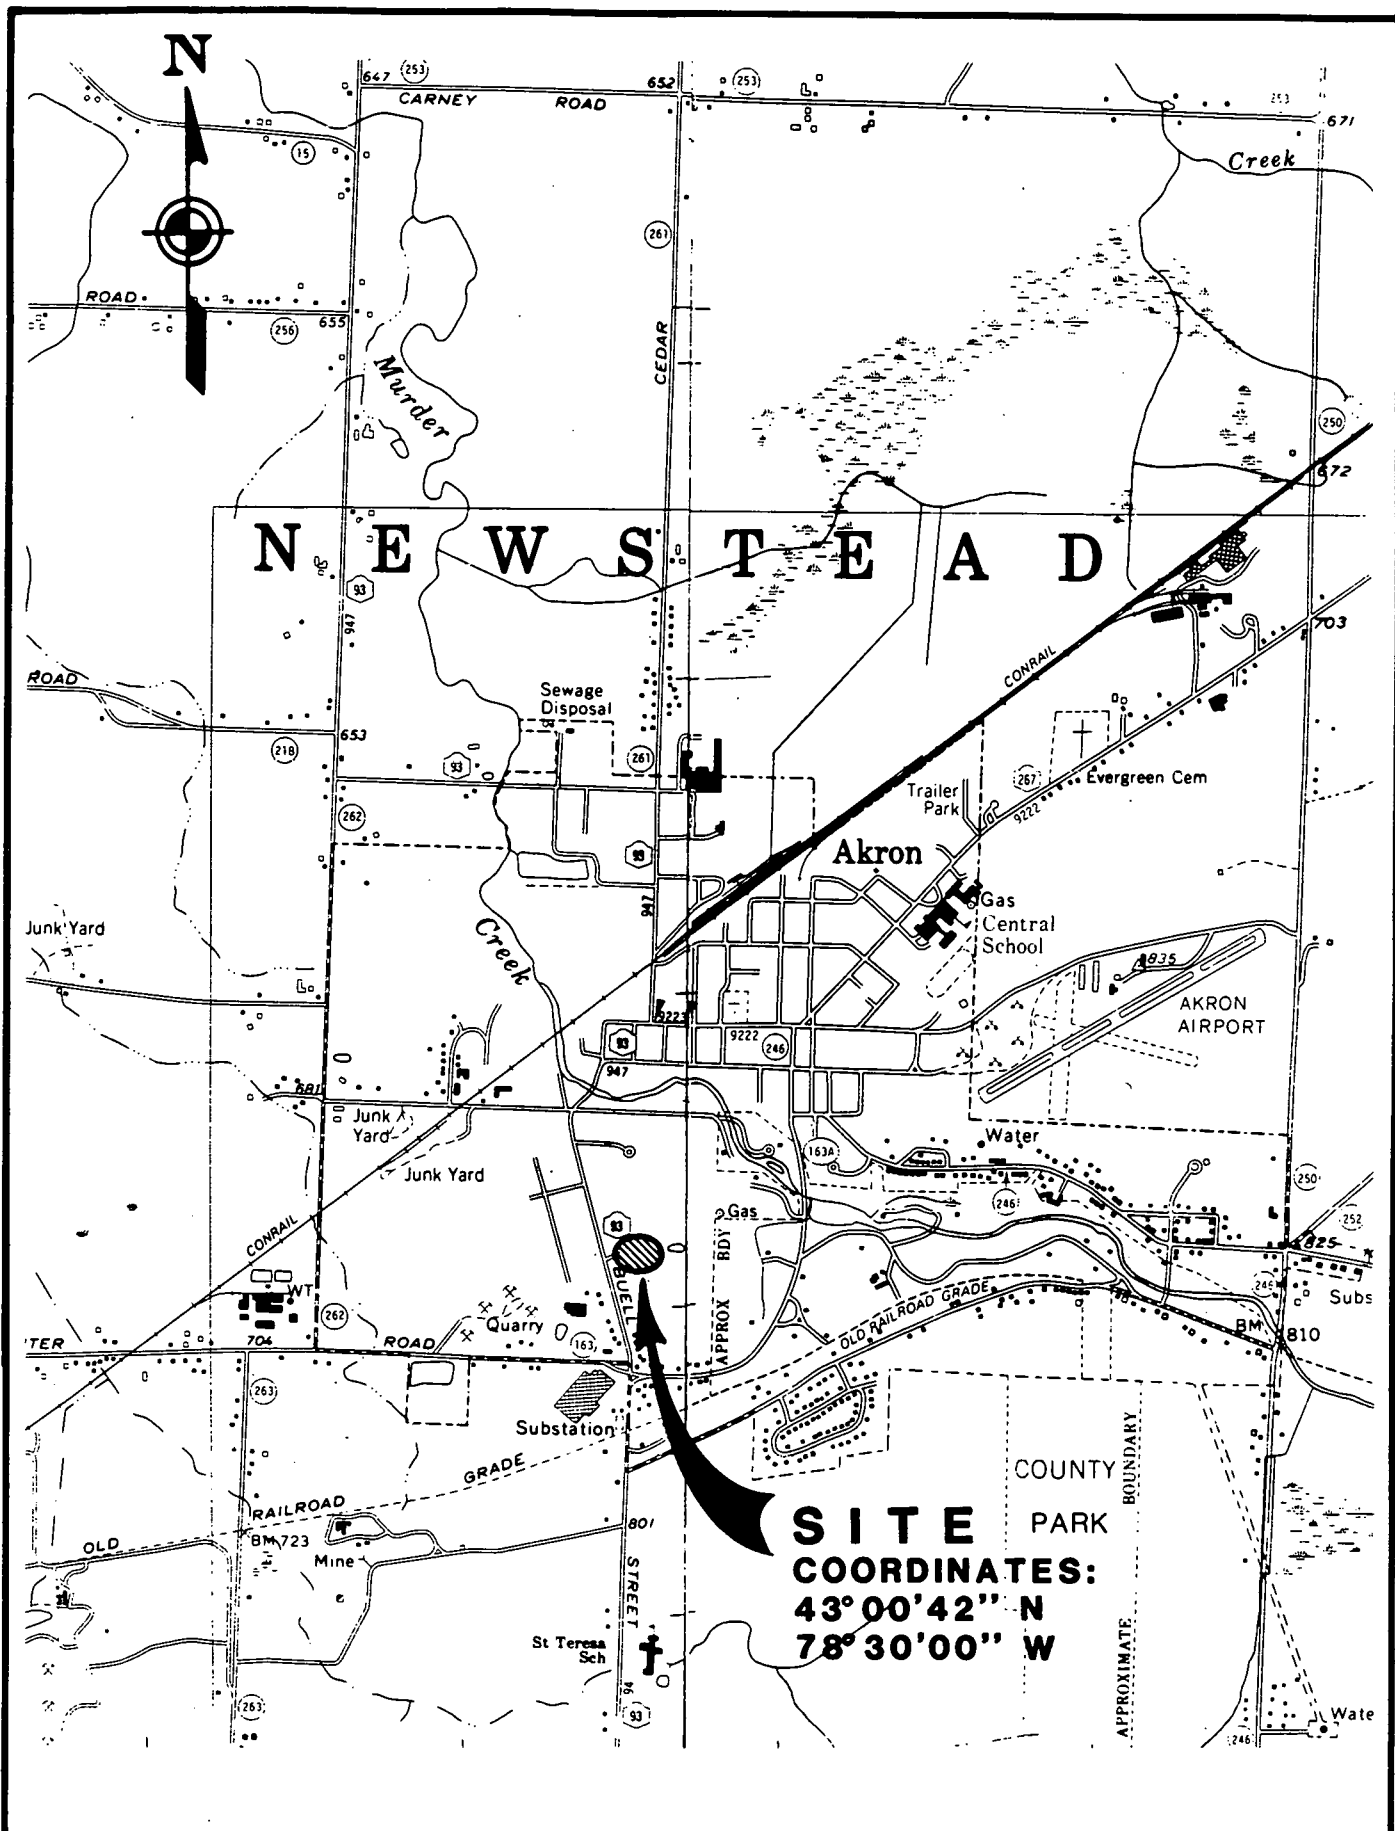 N
647
253
652
253
253
671
CARNEY ROAD
15
Creek
261
ROAD
256
655
CEDAR
Murder
250
672
NEWSTEAD
93
947
703
CONRAIL
ROAD
Sewage
Disposal
218
653
93
261
267
Evergreen Cem
Trailer
Park
9222
262
Akron
93
947
Gas
Central
School
Junk Yard
Creek
835
AKRON
AIRPORT
9223
93
9222
246
947
681
Junk
Yard
Water
163A
Junk Yard
250
246
252
93
Gas
CONRAIL
825
BUELL
APPROX BDY
WT
246
Subs
OLD RAILROAD GRADE
262
Quarry
BM
810
TER
704
ROAD
163
263
Substation
GRADE
COUNTY
PARK
BOUNDARY
RAILROAD
SITE
801
OLD
BM 723
Mine
COORDINATES:
STREET
43°00'42" N
St Teresa
Sch
78°30'00" W
APPROXIMATE
94
263
93
Wate
246